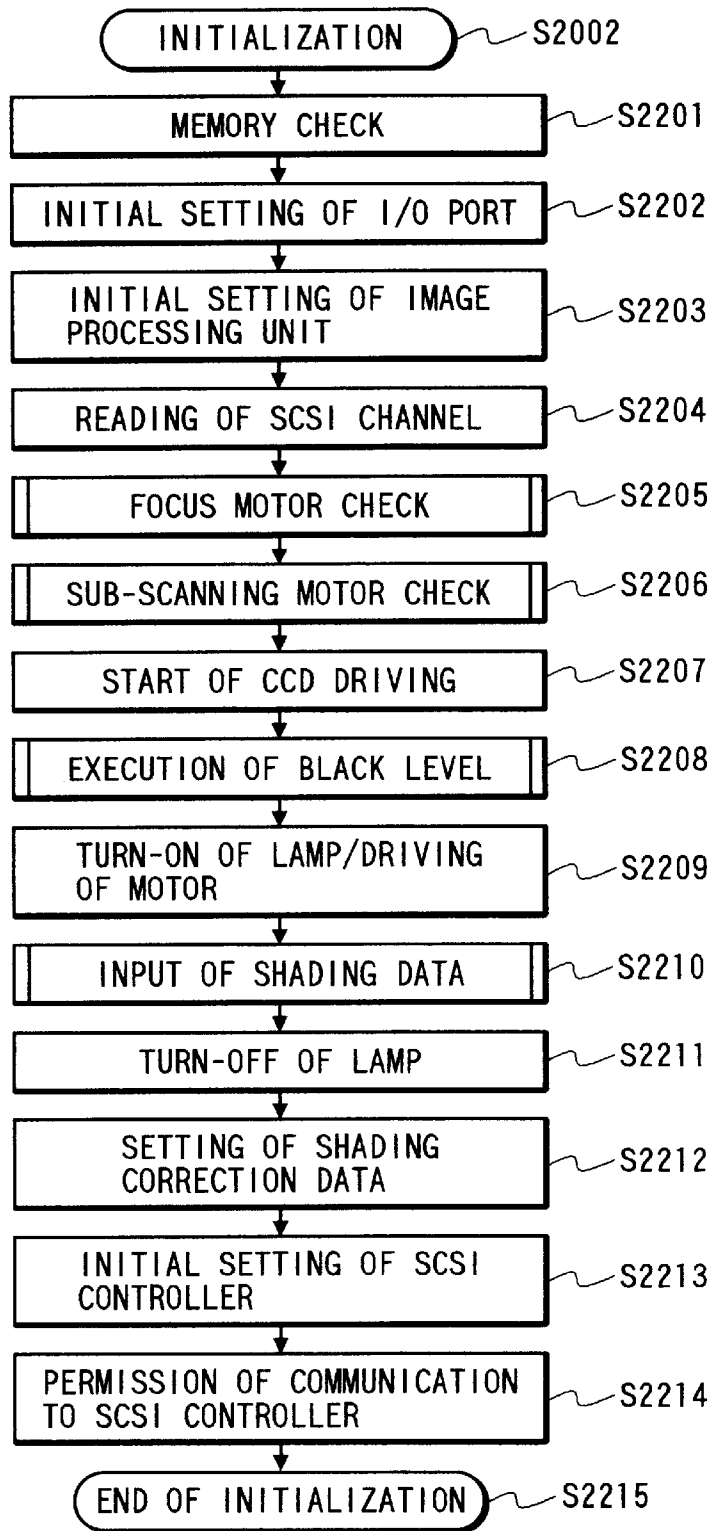 INITIALIZATION S2002
MEMORY CHECK S2201
INITIAL SETTING OF I/O PORT S2202
INITIAL SETTING OF IMAGE
PROCESSING UNIT S2203
READING OF SCSI CHANNEL S2204
FOCUS MOTOR CHECK S2205
SUB-SCANNING MOTOR CHECK S2206
START OF CCD DRIVING S2207
EXECUTION OF BLACK LEVEL S2208
TURN-ON OF LAMP/DRIVING
OF MOTOR S2209
INPUT OF SHADING DATA S2210
TURN-OFF OF LAMP S2211
SETTING OF SHADING
CORRECTION DATA S2212
INITIAL SETTING OF SCSI
CONTROLLER S2213
PERMISSION OF COMMUNICATION
TO SCSI CONTROLLER S2214
END OF INITIALIZATION S2215